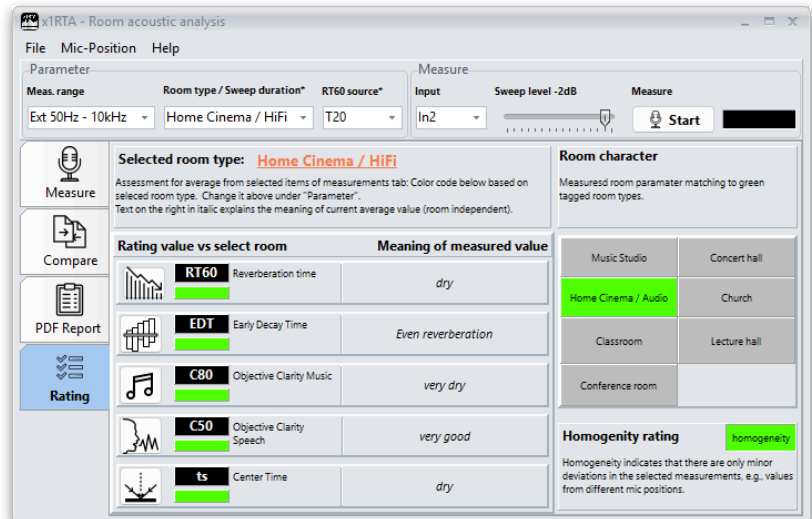 x1RTA - Room acoustic analysis
File Mic-Position Help
Parameter
Measure
Meas. range
Room type / Sweep duration*
RT60 source*
Input
Sweep level -2dB
Measure
Ext 50Hz - 10kHz
Home Cinema / HiFi
T20
In2
Start
Measure
Compare
PDF Report
Rating
Selected room type: Home Cinema / HiFi
Assessment for average from selected items of measurements tab: Color code below based on
seleced room type. Change it above under "Parameter".
Text on the right in italic explains the meaning of current average value (room independent).
Room character
Measuresd room paramater matching to green
tagged room types.
Rating value vs select room
Meaning of measured value
RT60 Reverberation time
dry
EDT Early Decay Time
Even reverberation
C80 Objective Clarity Music
very dry
C50 Objective Clarity
Speech
very good
ts Center Time
dry
Music Studio
Concert hall
Home Cinema / Audio
Church
Classroom
Lecture hall
Conference room
Homogenity rating
homogeneity
Homogeneity indicates that there are only minor
deviations in the selected measurements, e.g., values
from different mic positions.